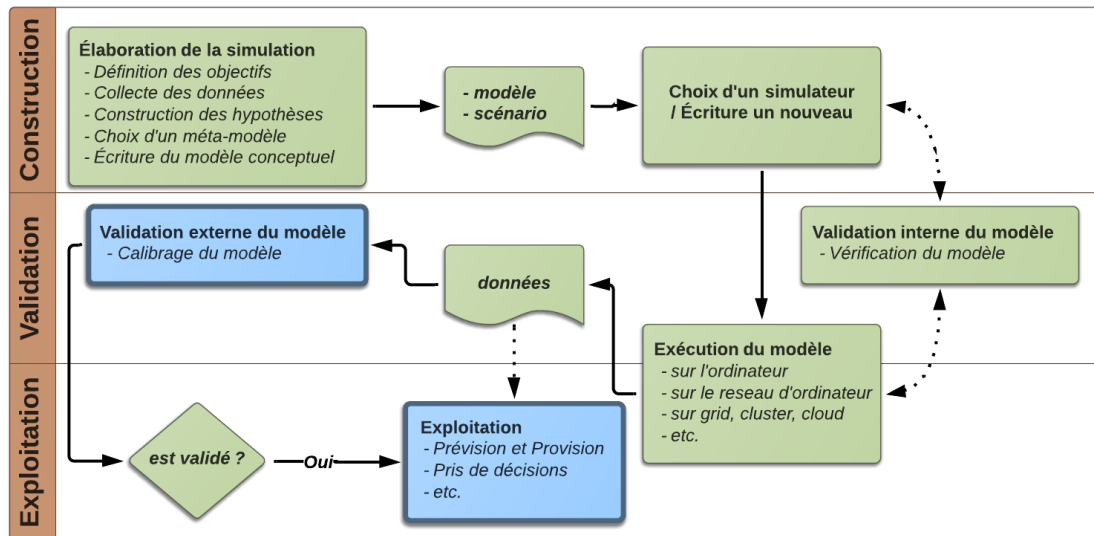 Construction
Élaboration de la simulation
- Définition des objectifs
- Collecte des données
- Construction des hypothèses
- Choix d'un méta-modèle
- Écriture du modèle conceptuel
- modèle
- scénario
Choix d'un simulateur
/ Écriture un nouveau
Validation
Validation externe du modèle
- Calibrage du modèle
données
Validation interne du modèle
- Vérification du modèle
Exécution du modèle
- sur l'ordinateur
- sur le reseau d'ordinateur
- sur grid, cluster, cloud
- etc.
Exploitation
est validé ?
Oui
Exploitation
- Prévision et Provision
- Pris de décisions
- etc.